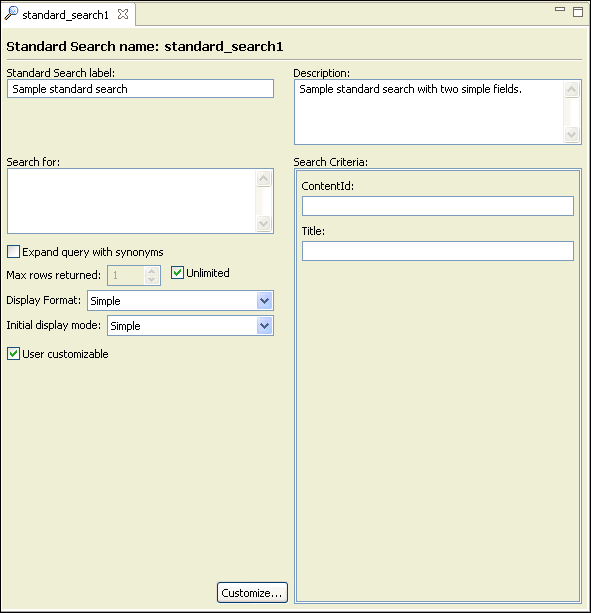 standard_search1
Standard Search name: standard_search1
Standard Search label:
Sample standard search
Description:
Sample standard search with two simple fields.
Search for:
Search Criteria:
ContentId:
Title:
Expand query with synonyms
Max rows returned: 1 Unlimited
Display Format: Simple
Initial display mode: Simple
User customizable
Customize...